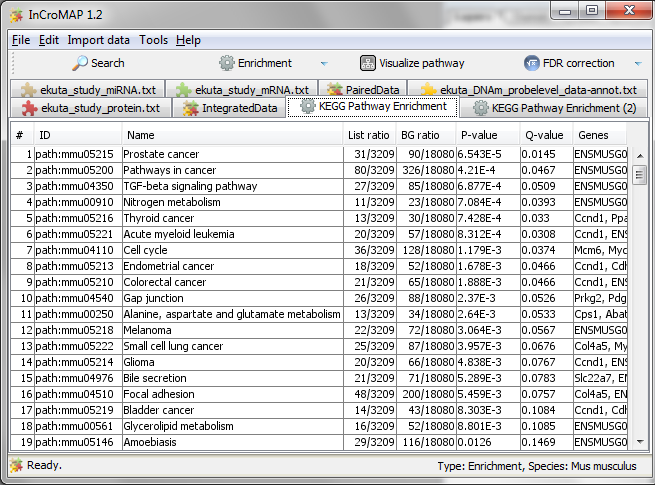 InCroMAP 1.2
File Edit Import data Tools Help
Search Enrichment Visualize pathway FDR correction
ekuta_study_miRNA.txt ekuta_study_mRNA.txt PairedData ekuta_DNAm_probelevel_data-annot.txt
ekuta_study_protein.txt IntegratedData KEGG Pathway Enrichment KEGG Pathway Enrichment (2)
# ID Name List ratio BG ratio P-value Q-value Genes
1 path:mmu05215 Prostate cancer 31/3209 90/18080 6.543E-5 0.0145 ENSMUSG0
2 path:mmu05200 Pathways in cancer 80/3209 326/18080 4.21E-4 0.0467 ENSMUSG0
3 path:mmu04350 TGF-beta signaling pathway 27/3209 85/18080 6.877E-4 0.0509 ENSMUSG0
4 path:mmu00910 Nitrogen metabolism 11/3209 23/18080 7.084E-4 0.0393 ENSMUSG0
5 path:mmu05216 Thyroid cancer 13/3209 30/18080 7.428E-4 0.033 Ccnd1, Ppa
6 path:mmu05221 Acute myeloid leukemia 20/3209 57/18080 8.312E-4 0.0308 Ccnd1, ENS
7 path:mmu04110 Cell cycle 36/3209 128/18080 1.179E-3 0.0374 Mcm6, Myc
8 path:mmu05213 Endometrial cancer 18/3209 52/18080 1.678E-3 0.0466 Ccnd1, Cdh
9 path:mmu05210 Colorectal cancer 21/3209 65/18080 1.888E-3 0.0466 Ccnd1, ENS
10 path:mmu04540 Gap junction 26/3209 88/18080 2.37E-3 0.0526 Prkg2, Pdg
11 path:mmu00250 Alanine, aspartate and glutamate metabolism 13/3209 34/18080 2.64E-3 0.0533 Cps1, Abat
12 path:mmu05218 Melanoma 22/3209 72/18080 3.064E-3 0.0567 ENSMUSG0
13 path:mmu05222 Small cell lung cancer 25/3209 87/18080 3.957E-3 0.0676 Col4a5, My
14 path:mmu05214 Glioma 20/3209 66/18080 4.838E-3 0.0767 Ccnd1, ENS
15 path:mmu04976 Bile secretion 21/3209 71/18080 5.289E-3 0.0783 Slc22a7, EN
16 path:mmu04510 Focal adhesion 48/3209 200/18080 5.459E-3 0.0757 Col4a5, EN
17 path:mmu05219 Bladder cancer 14/3209 43/18080 8.303E-3 0.1084 Ccnd1, Cdh
18 path:mmu00561 Glycerolipid metabolism 16/3209 52/18080 8.801E-3 0.1085 ENSMUSG0
19 path:mmu05146 Amoebiasis 29/3209 116/18080 0.0126 0.1469 ENSMUSG0
Ready. Type: Enrichment, Species: Mus musculus